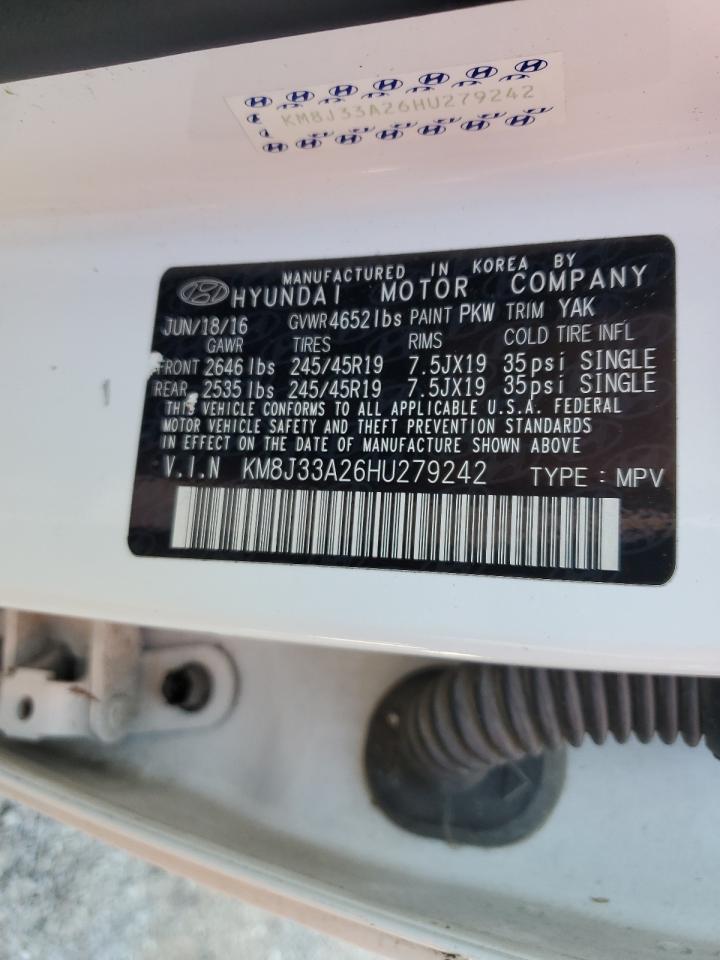 KM8J33A26HU279242
MANUFACTURED IN KOREA BY
HYUNDAI MOTOR COMPANY
JUN/18/16 GVWR 4652lbs PAINT PKW TRIM YAK
GAWR TIRES RIMS COLD TIRE INFL
FRONT 2646 lbs 245/45R19 7.5JX19 35psi SINGLE
REAR 2535 lbs 245/45R19 7.5JX19 35psi SINGLE
THIS VEHICLE CONFORMS TO ALL APPLICABLE U.S.A. FEDERAL
MOTOR VEHICLE SAFETY AND THEFT PREVENTION STANDARDS
IN EFFECT ON THE DATE OF MANUFACTURE SHOWN ABOVE
V.I.N KM8J33A26HU279242 TYPE : MPV